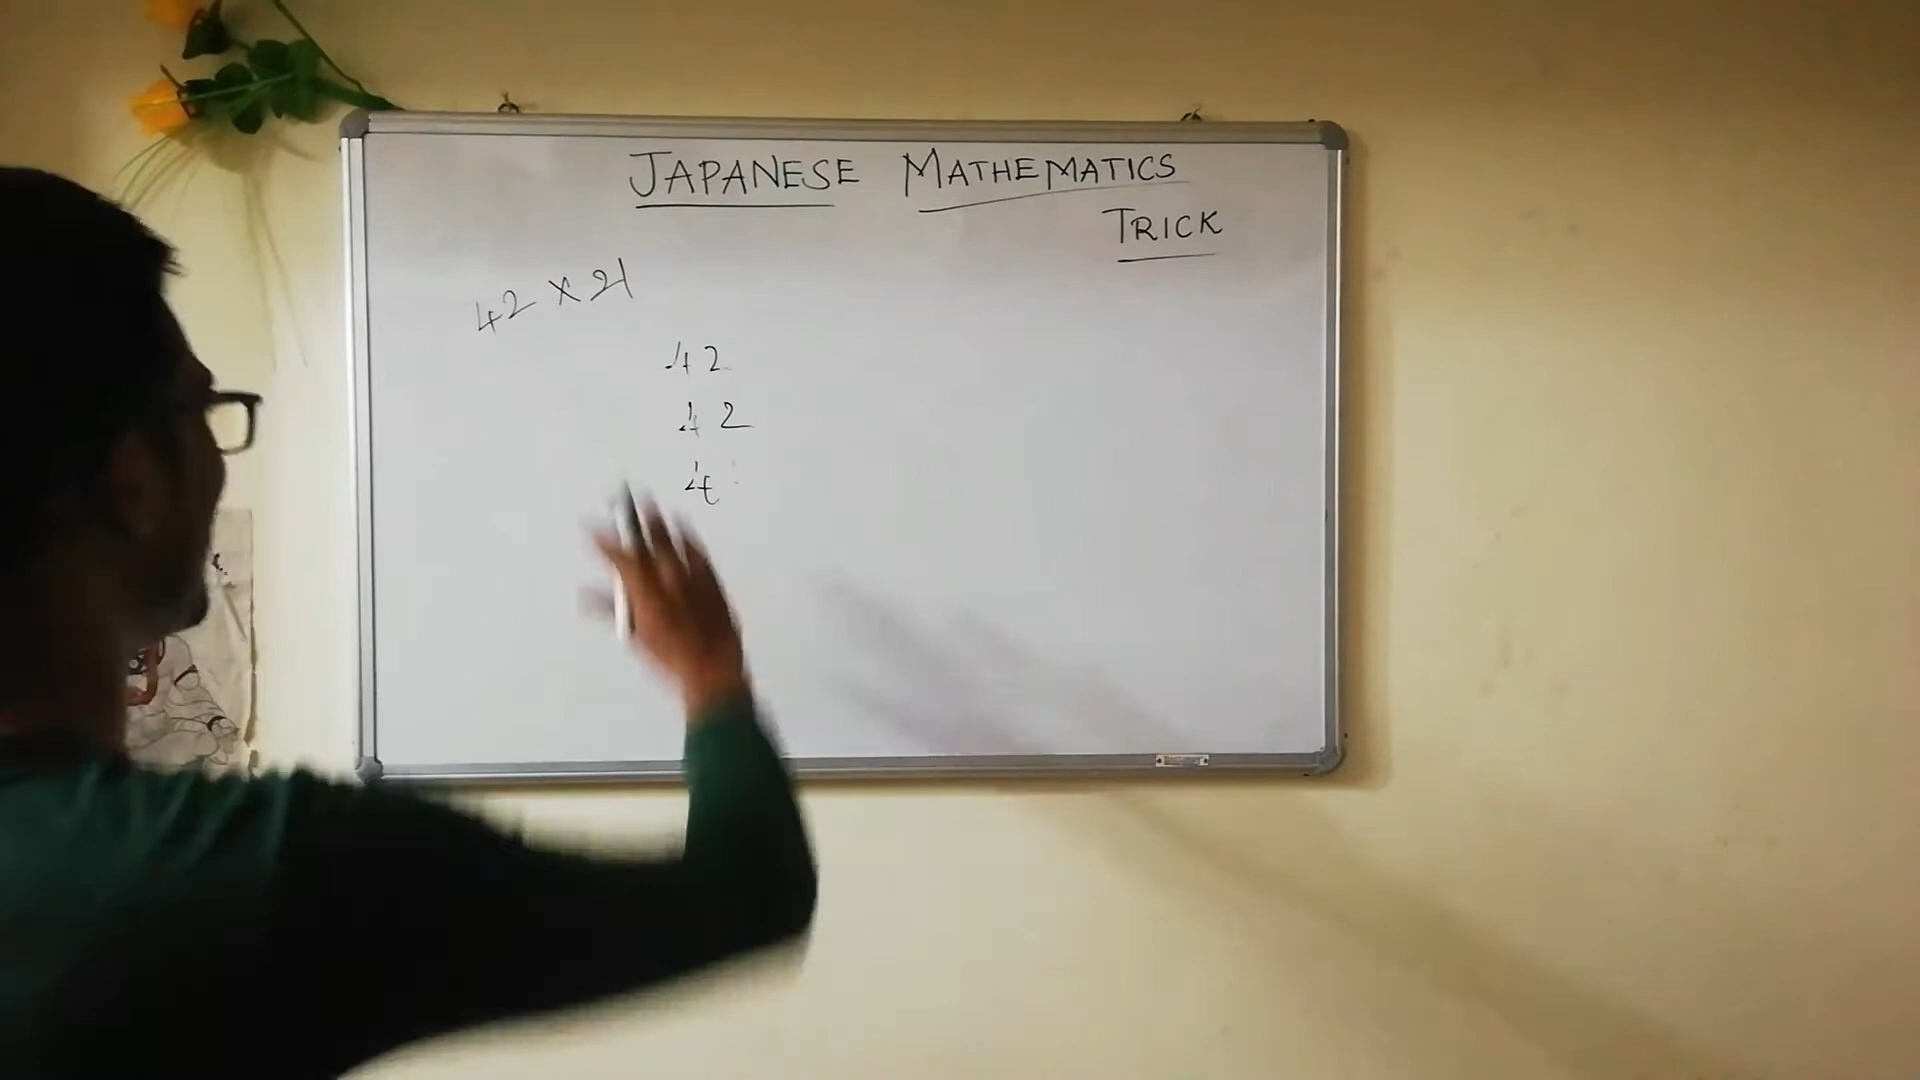 JAPANESE MATHEMATICS
TRICK
42 x 21
42
42
4